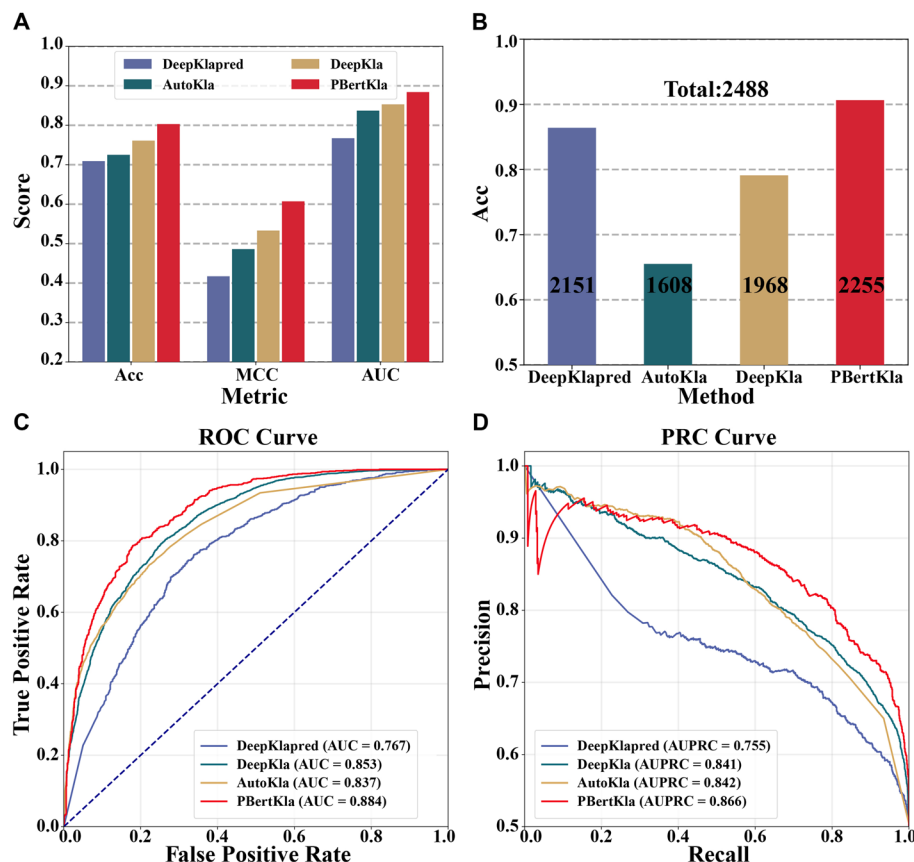 A
Score
1.0
0.9
0.8
0.7
0.6
0.5
0.4
0.3
0.2
DeepKlapred
AutoKla
DeepKla
PBertKla
Acc
MCC
AUC
Metric
B
Acc
1.0
0.9
0.8
0.7
0.6
0.5
Total:2488
2151
1608
1968
2255
DeepKlapred
AutoKla
DeepKla
PBertKla
Method
C
ROC Curve
True Positive Rate
1.0
0.8
0.6
0.4
0.2
0.0
DeepKlapred (AUC = 0.767)
DeepKla (AUC = 0.853)
AutoKla (AUC = 0.837)
PBertKla (AUC = 0.884)
0.0
0.2
0.4
0.6
0.8
1.0
False Positive Rate
D
PRC Curve
Precision
1.0
0.9
0.8
0.7
0.6
0.5
DeepKlapred (AUPRC = 0.755)
DeepKla (AUPRC = 0.841)
AutoKla (AUPRC = 0.842)
PBertKla (AUPRC = 0.866)
0.0
0.2
0.4
0.6
0.8
1.0
Recall